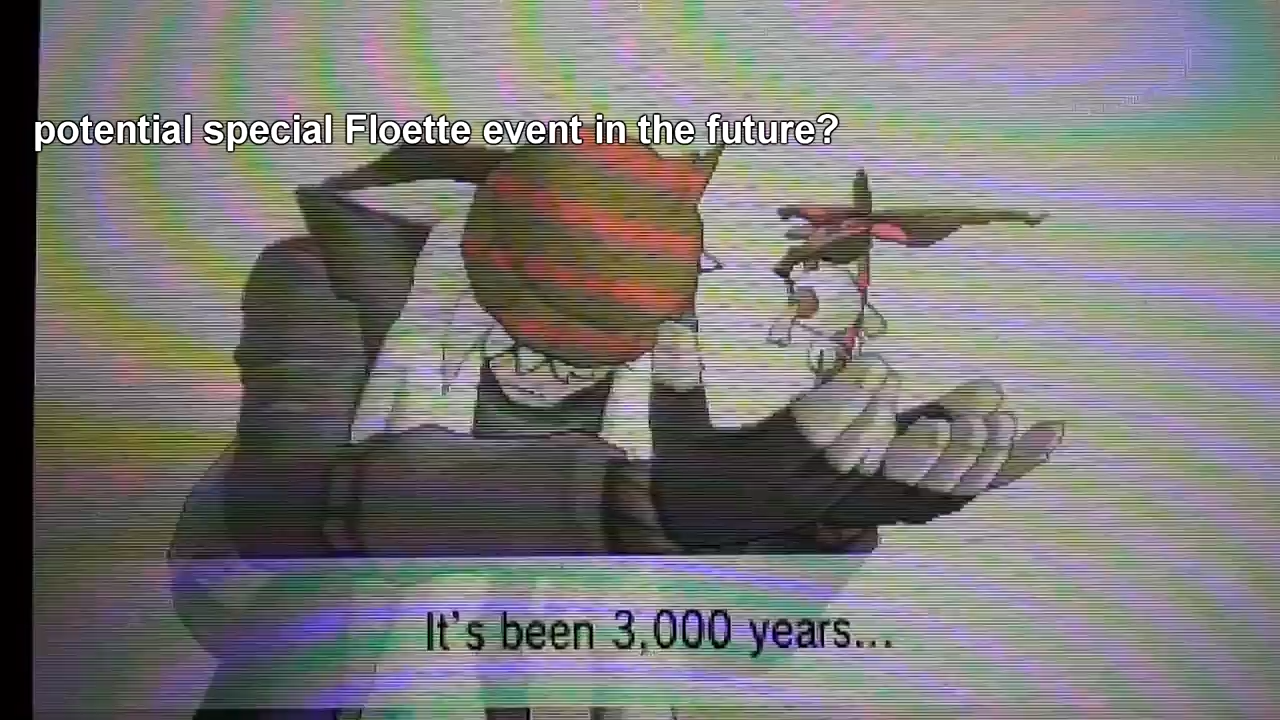 potential special Floette event in the future?
It's been 3,000 years...